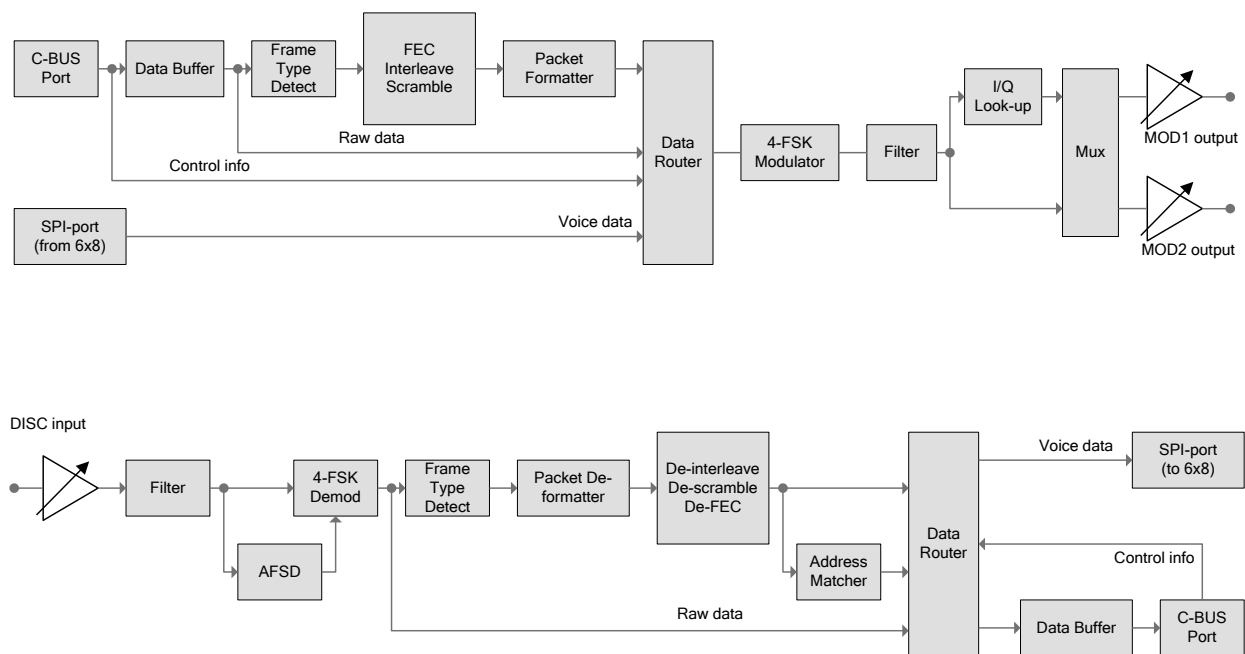 C-BUS
Port
Data Buffer
Frame
Type
Detect
FEC
Interleave
Scramble
Packet
Formatter
Raw data
Control info
SPI-port
(from 6x8)
Voice data
Data
Router
4-FSK
Modulator
Filter
I/Q
Look-up
Mux
MOD1 output
MOD2 output
DISC input
Filter
AFSD
4-FSK
Demod
Frame
Type
Detect
Packet De-
formatter
De-interleave
De-scramble
De-FEC
Address
Matcher
Raw data
Data
Router
Voice data
SPI-port
(to 6x8)
Control info
Data Buffer
C-BUS
Port